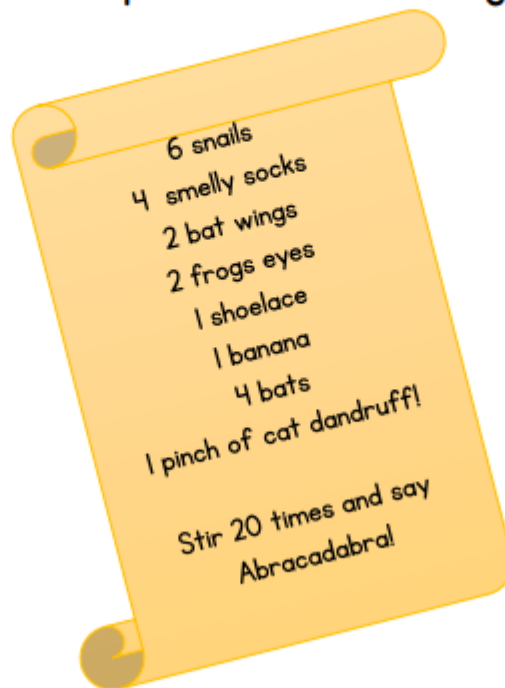 6 snails
4 smelly socks
2 bat wings
2 frogs eyes
1 shoelace
1 banana
4 bats
1 pinch of cat dandruff!
Stir 20 times and say
Abracadabra!